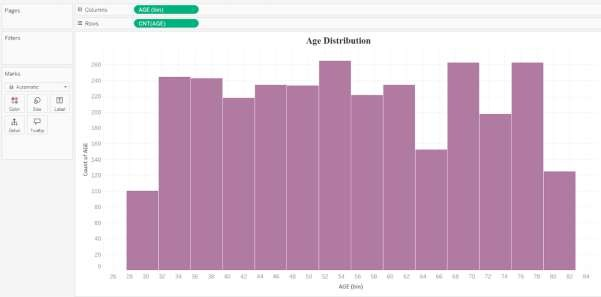 Pages
Columns AGE (bin)
Rows CNT(AGE)
Filters
Age Distribution
Marks
Automatic
Color Size Label
Detail Tooltip
Count of AGE
260
240
220
200
180
160
140
120
100
80
60
40
20
0
26 28 30 32 34 36 38 40 42 44 46 48 50 52 54 56 58 60 62 64 66 68 70 72 74 76 78 80 82 84
AGE (bin)